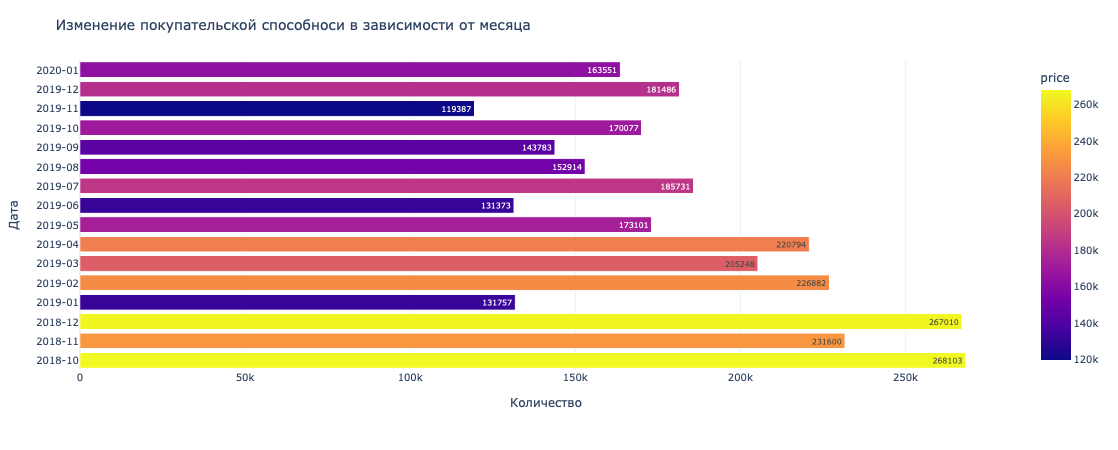 Изменение покупательской способноси в зависимости от месяца
Дата
2020-01 163551
2019-12 181486
2019-11 119387
2019-10 170077
2019-09 143783
2019-08 152914
2019-07 185731
2019-06 131373
2019-05 173101
2019-04 220794
2019-03 205248
2019-02 226882
2019-01 131757
2018-12 267010
2018-11 231600
2018-10 268103
0 50k 100k 150k 200k 250k
Количество
price
260k
240k
220k
200k
180k
160k
140k
120k